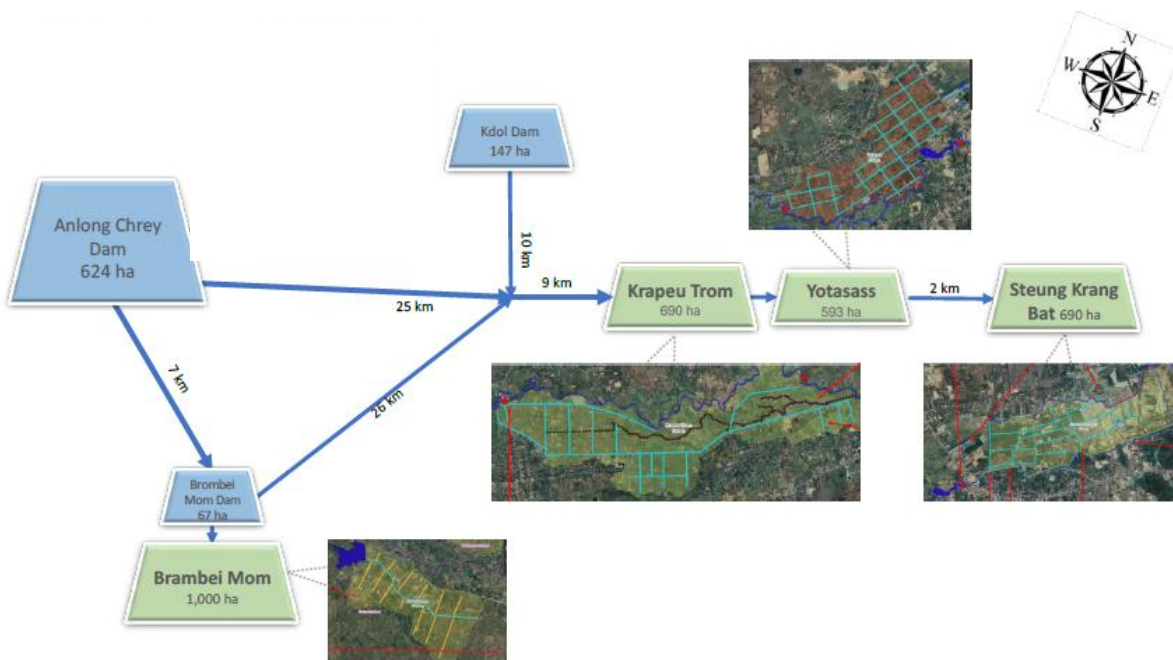 N
W
E
S
Kdol Dam
147 ha
Anlong Chrey
Dam
624 ha
10 km
9 km
25 km
Krapeu Trom
690 ha
Yotasass
593 ha
2 km
Steung Krang
Bat 690 ha
7 km
26 km
Brombei
Mom Dam
67 ha
Brambei Mom
1,000 ha